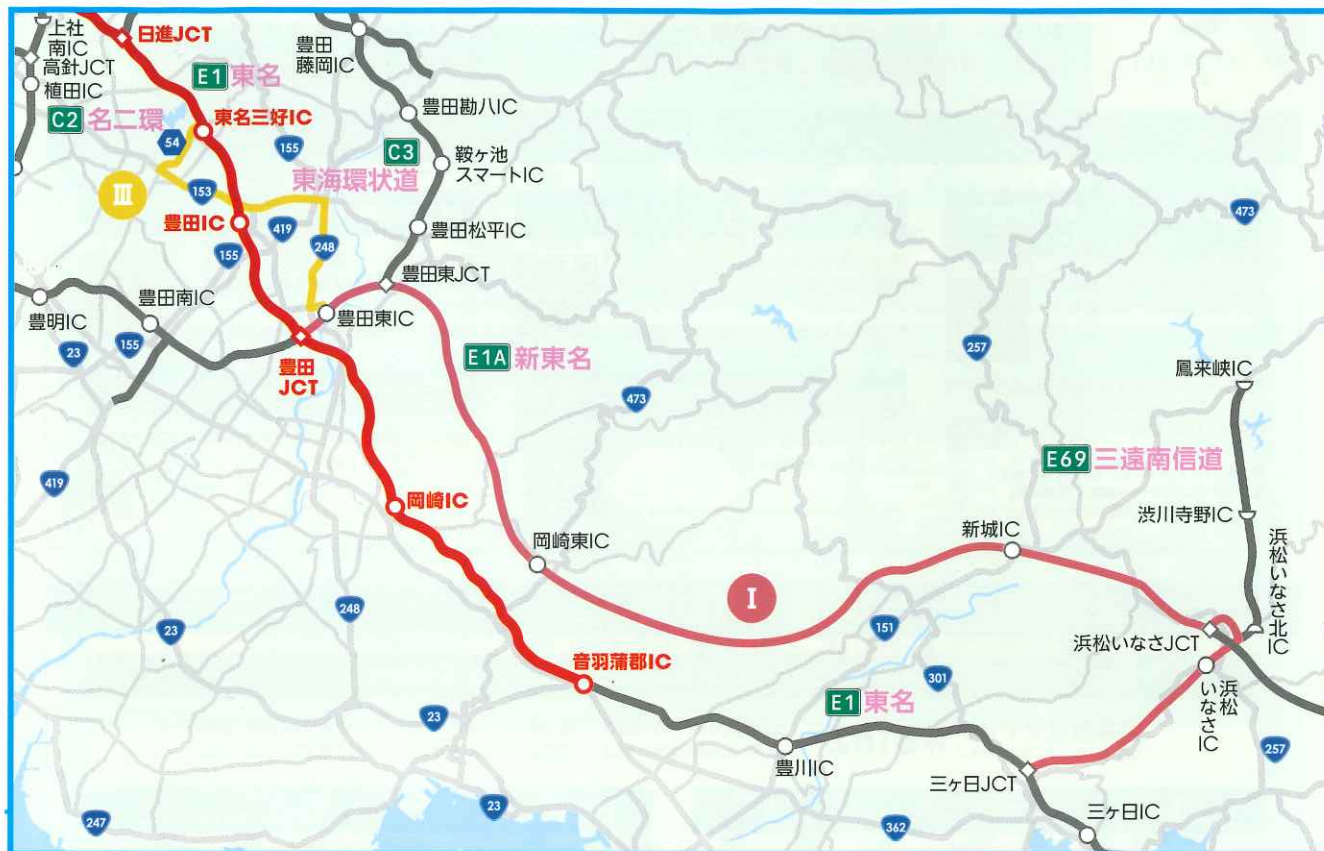 上社
南IC
高針JCT
植田IC
C2 名二環
日進JCT
E1 東名
東名三好IC
54
155
III
153
豊田IC
419
155
248
豊田
藤岡IC
豊田勘八IC
C3
東海環状道
鞍ヶ池
スマートIC
豊田松平IC
豊田東JCT
豊田東IC
豊明IC
豊田南IC
23
155
豊田
JCT
E1A 新東名
473
257
473
鳳来峡IC
E69 三遠南信道
渋川寺野IC
浜松いなさ北IC
419
岡崎IC
岡崎東IC
新城IC
I
151
浜松いなさJCT
浜松
いなさIC
248
23
音羽蒲郡IC
301
E1 東名
23
豊川IC
257
三ヶ日JCT
三ヶ日IC
23
247
362